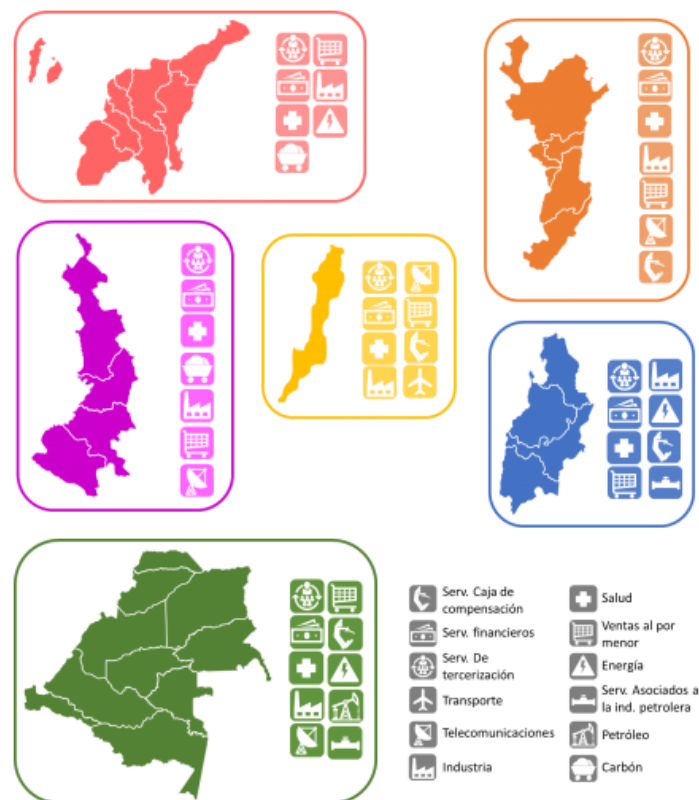 Serv. Caja de
compensación
Serv. financieros
Serv. De
tercerización
Transporte
Telecomunicaciones
Industria
Salud
Ventas al por
menor
Energía
Serv. Asociados a
la ind. petrolera
Petróleo
Carbón